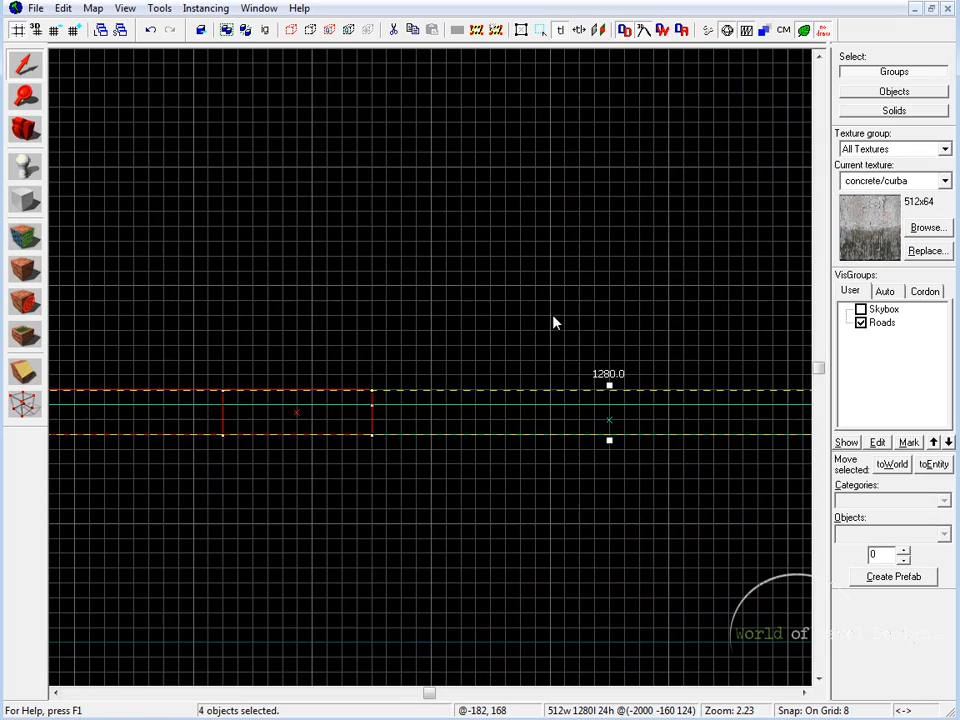 File Edit Map View Tools Instancing Window Help
3D
ig
tl
CM
Select:
Groups
Objects
Solids
Texture group:
All Textures
Current texture:
concrete/curba
512x64
Browse...
Replace...
VisGroups:
User Auto Cordon
Skybox
Roads
1280.0
Show Edit Mark
Move selected:
toWorld toEntity
Categories:
Objects:
0
Create Prefab
World of
For Help, press F1
4 objects selected.
@-182, 168
512w 1280l 24h @(-2000 -160 124)
Zoom: 2.23
Snap: On Grid: 8
<->